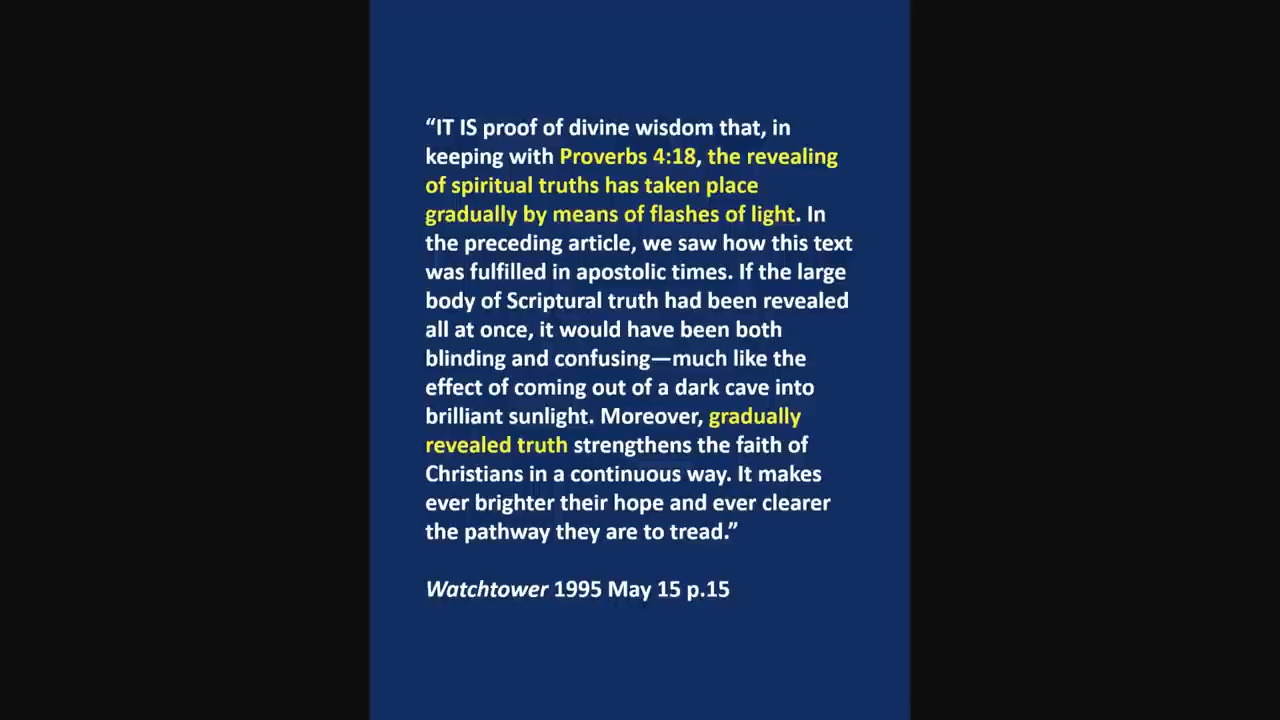 “IT IS proof of divine wisdom that, in
keeping with Proverbs 4:18, the revealing
of spiritual truths has taken place
gradually by means of flashes of light. In
the preceding article, we saw how this text
was fulfilled in apostolic times. If the large
body of Scriptural truth had been revealed
all at once, it would have been both
blinding and confusing—much like the
effect of coming out of a dark cave into
brilliant sunlight. Moreover, gradually
revealed truth strengthens the faith of
Christians in a continuous way. It makes
ever brighter their hope and ever clearer
the pathway they are to tread.”
Watchtower 1995 May 15 p.15